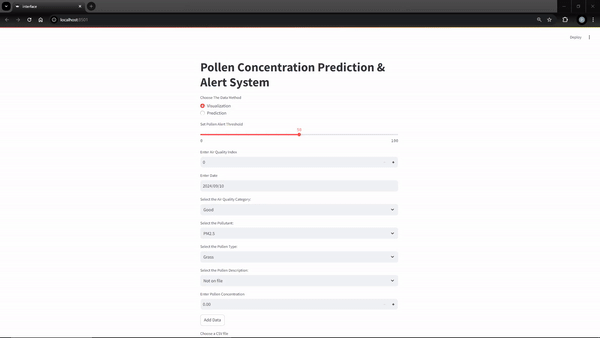 interface
localhost:8501
Deploy
Pollen Concentration Prediction &
Alert System
Choose The Data Method
Visualization
Prediction
Set Pollen Alert Threshold
50
0
100
Enter Air Quality Index
0
Enter Date
2024/09/10
Select the Air Quality Category
Good
Select the Pollutant
PM2.5
Select the Pollen Type
Grass
Select the Pollen Description
Not on file
Enter Pollen Concentration
0.00
Add Data
Choose a CSV file